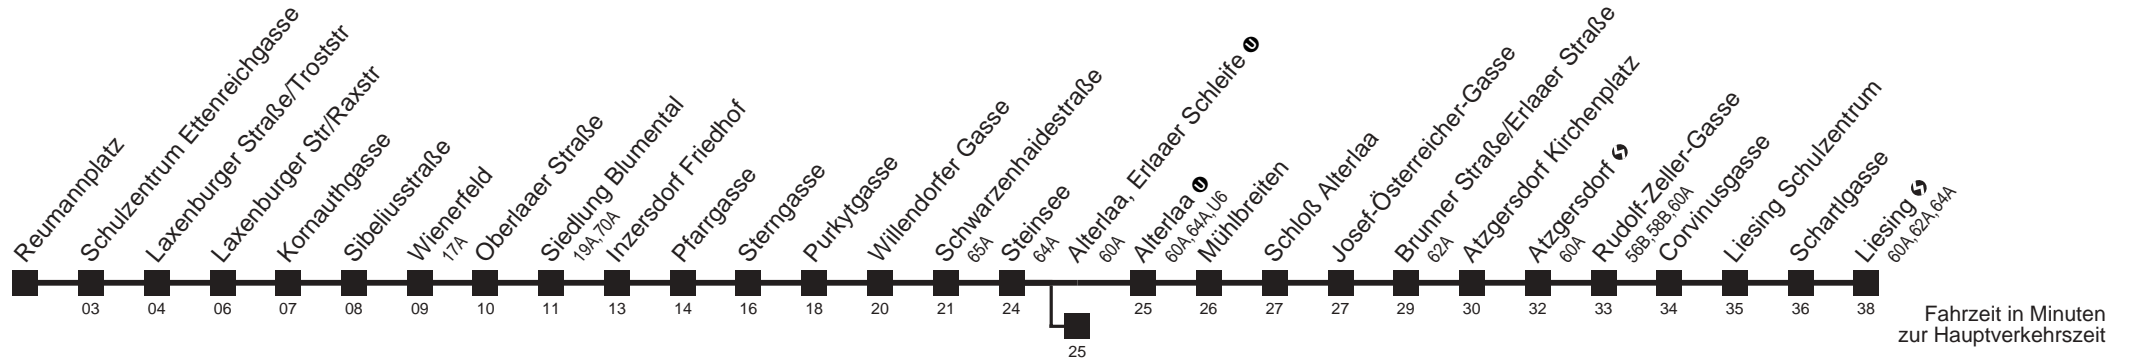 Reumannplatz
03
Schulzentrum Ettenreichgasse
04
Laxenburger Straße/Troststr
06
Laxenburger Str/Raxstr
07
Kornauthgasse
08
Sibeliusstraße
09
Wienerfeld
17A
10
Oberlaaer Straße
11
Siedlung Blumental
19A,70A
13
Inzersdorf Friedhof
14
Pfarrgasse
16
Sterngasse
18
Purkytgasse
20
Willendorfer Gasse
21
Schwarzenhaidestraße
65A
24
Steinsee
64A
25
Alterlaa, Erlaaer Schleife U
60A
25
Alterlaa U
60A,64A,U6
26
Mühlbreiten
27
Schloß Alterlaa
27
Josef-Österreicher-Gasse
29
Brunner Straße/Erlaaer Straße
62A
30
Atzgersdorf Kirchenplatz
32
Atzgersdorf
60A
33
Rudolf-Zeller-Gasse
56B,58B,60A
34
Corvinusgasse
35
Liesing Schulzentrum
36
Schartlgasse
38
Liesing
60A,62A,64A
Fahrzeit in Minuten
zur Hauptverkehrszeit